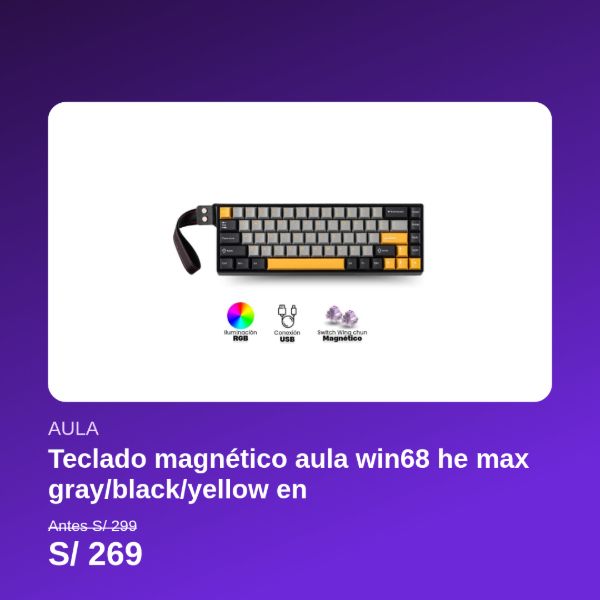 Iluminación
RGB
Conexión
USB
Switch Wing chun
Magnético
AULA
Teclado magnético aula win68 he max
gray/black/yellow en
Antes S/ 299
S/ 269